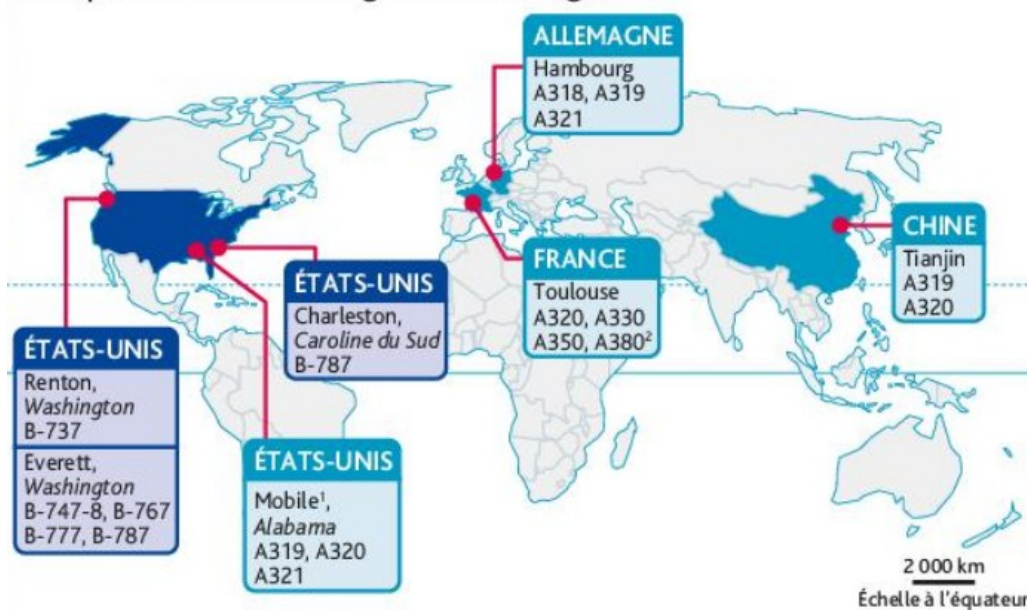 ALLEMAGNE
Hambourg
A318, A319
A321
CHINE
Tianjin
A319
A320
FRANCE
Toulouse
A320, A330
A350, A380²
ÉTATS-UNIS
Charleston,
Caroline du Sud
B-787
ÉTATS-UNIS
Renton,
Washington
B-737
Everett,
Washington
B-747-8, B-767
B-777, B-787
ÉTATS-UNIS
Mobile¹,
Alabama
A319, A320
A321
2 000 km
Échelle à l'équateur